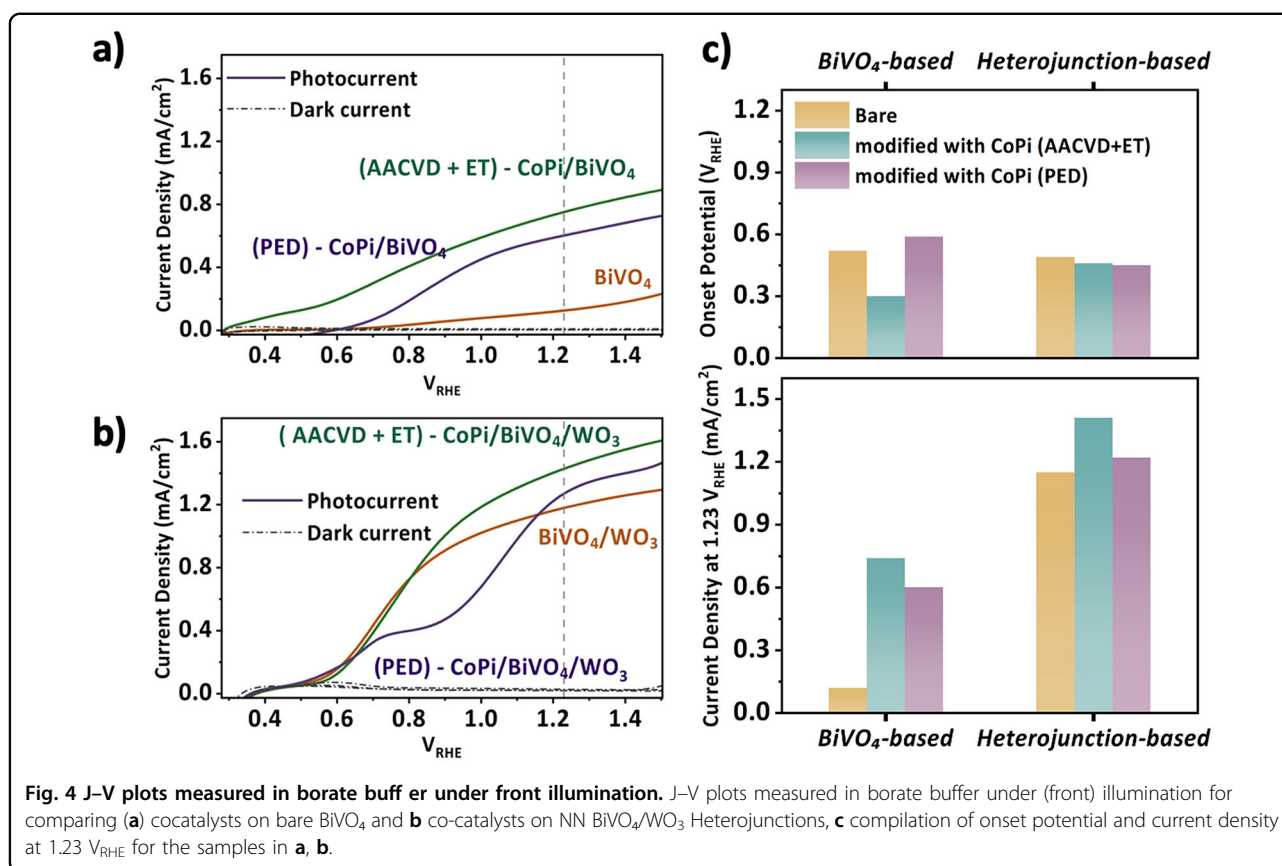 a)
Current Density (mA/cm²)
1.6
1.2
0.8
0.4
0.0
Photocurrent
Dark current
(AACVD + ET) - CoPi/BiVO₄
(PED) - CoPi/BiVO₄
BiVO₄
0.4 0.6 0.8 1.0 1.2 1.4
V_RHE
b)
Current Density (mA/cm²)
1.6
1.2
0.8
0.4
0.0
( AACVD + ET) - CoPi/BiVO₄/WO₃
Photocurrent
Dark current
BiVO₄/WO₃
(PED) - CoPi/BiVO₄/WO₃
0.4 0.6 0.8 1.0 1.2 1.4
V_RHE
c)
BiVO₄-based Heterojunction-based
Onset Potential (V_RHE)
1.2
0.9
0.6
0.3
0.0
Bare
modified with CoPi (AACVD+ET)
modified with CoPi (PED)
Current Density at 1.23 V_RHE (mA/cm²)
1.5
1.2
0.9
0.6
0.3
0.0
BiVO₄-based Heterojunction-based
Fig. 4 J–V plots measured in borate buff er under front illumination. J–V plots measured in borate buffer under (front) illumination for
comparing (a) cocatalysts on bare BiVO₄ and b co-catalysts on NN BiVO₄/WO₃ Heterojunctions, c compilation of onset potential and current density
at 1.23 V_RHE for the samples in a, b.